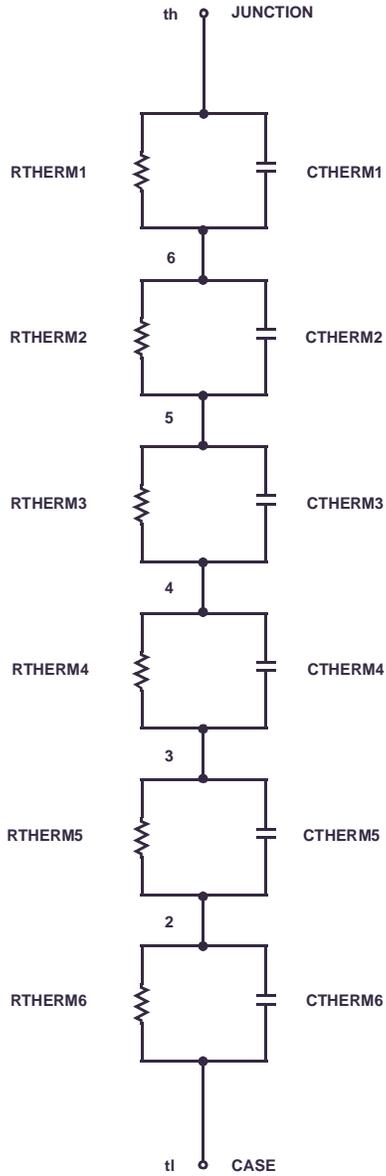 th JUNCTION
RTHERM1 CTHERM1
6
RTHERM2 CTHERM2
5
RTHERM3 CTHERM3
4
RTHERM4 CTHERM4
3
RTHERM5 CTHERM5
2
RTHERM6 CTHERM6
tl CASE